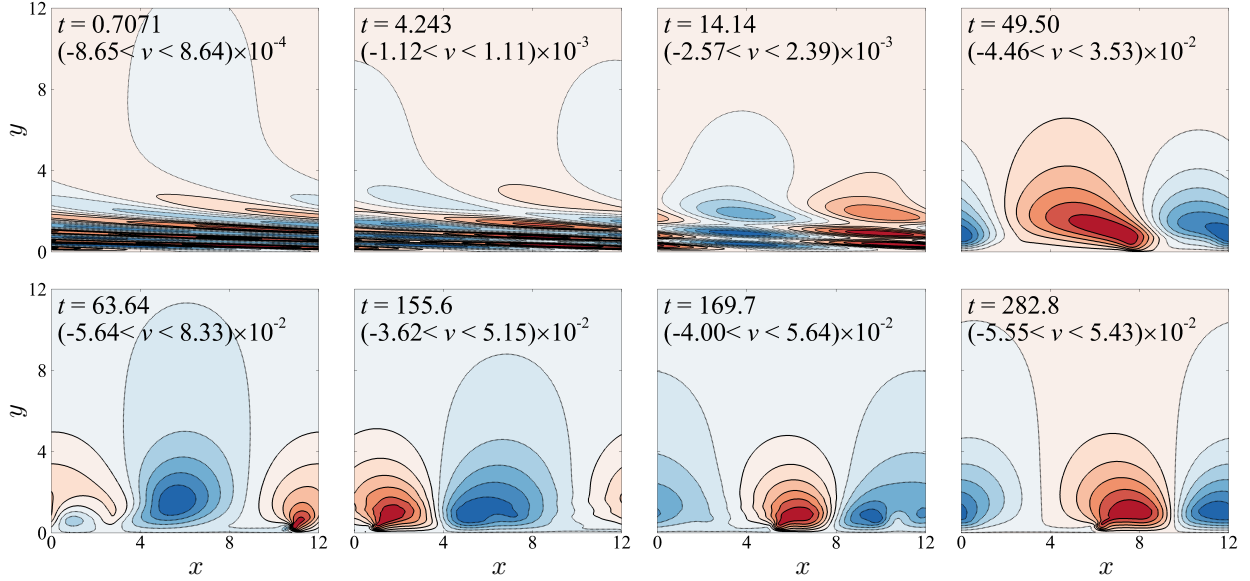 t = 0.7071
(-8.65< v < 8.64)×10⁻⁴
t = 4.243
(-1.12< v < 1.11)×10⁻³
t = 14.14
(-2.57< v < 2.39)×10⁻³
t = 49.50
(-4.46< v < 3.53)×10⁻²
12
8
4
0
y
t = 63.64
(-5.64< v < 8.33)×10⁻²
t = 155.6
(-3.62< v < 5.15)×10⁻²
t = 169.7
(-4.00< v < 5.64)×10⁻²
t = 282.8
(-5.55< v < 5.43)×10⁻²
12
8
4
0
y
0 4 8 12
0 4 8 12
0 4 8 12
0 4 8 12
x
x
x
x